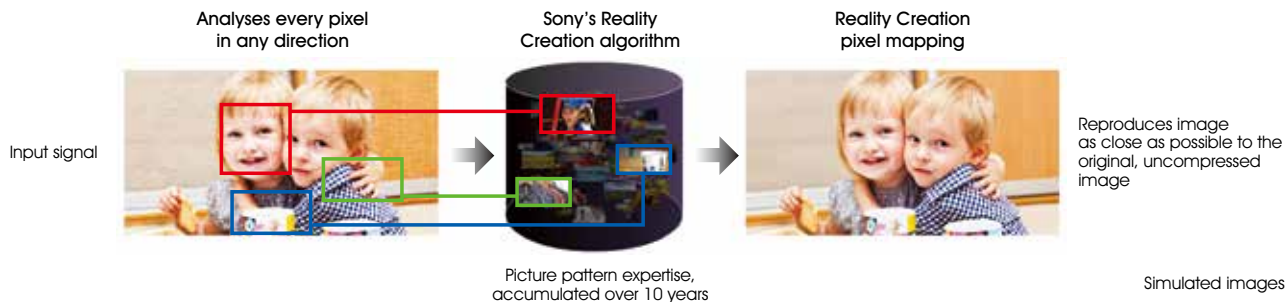 Analyses every pixel
in any direction
Sony's Reality
Creation algorithm
Reality Creation
pixel mapping
Input signal
Reproduces image
as close as possible to the
original, uncompressed
image
Picture pattern expertise,
accumulated over 10 years
Simulated images